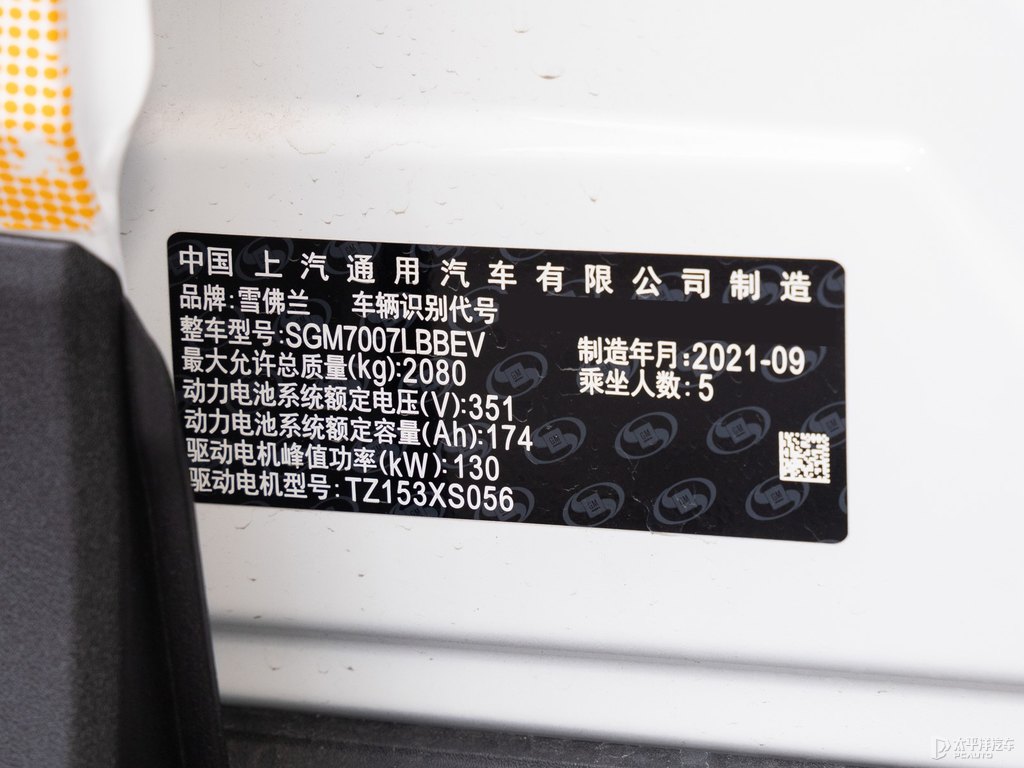 中国上汽通用汽车有限公司制造
品牌:雪佛兰 车辆识别代号
整车型号:SGM7007LBBEV
制造年月:2021-09
最大允许总质量(kg):2080
乘坐人数:5
动力电池系统额定电压(V):351
动力电池系统额定容量(Ah):174
驱动电机峰值功率(kW):130
驱动电机型号:TZ153XS056
太平洋汽车
PCAUTO